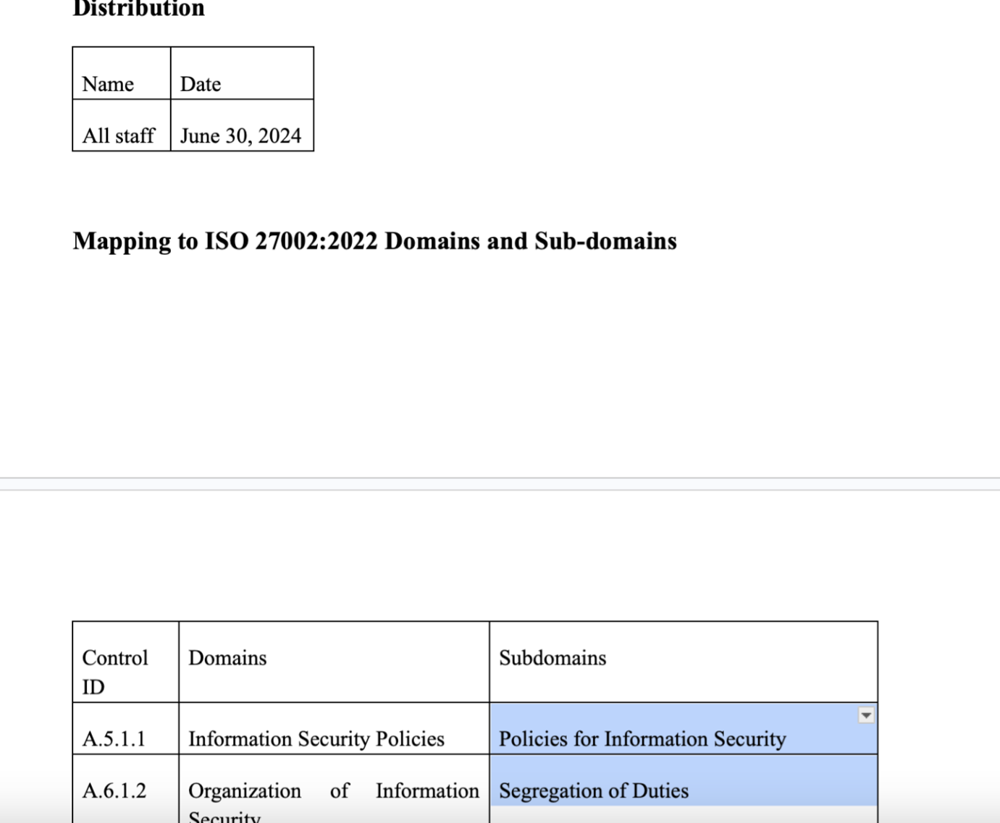 Distribution
Name Date
All staff June 30, 2024
Mapping to ISO 27002:2022 Domains and Sub-domains
Control ID Domains Subdomains
A.5.1.1 Information Security Policies Policies for Information Security
A.6.1.2 Organization of Information Security Segregation of Duties